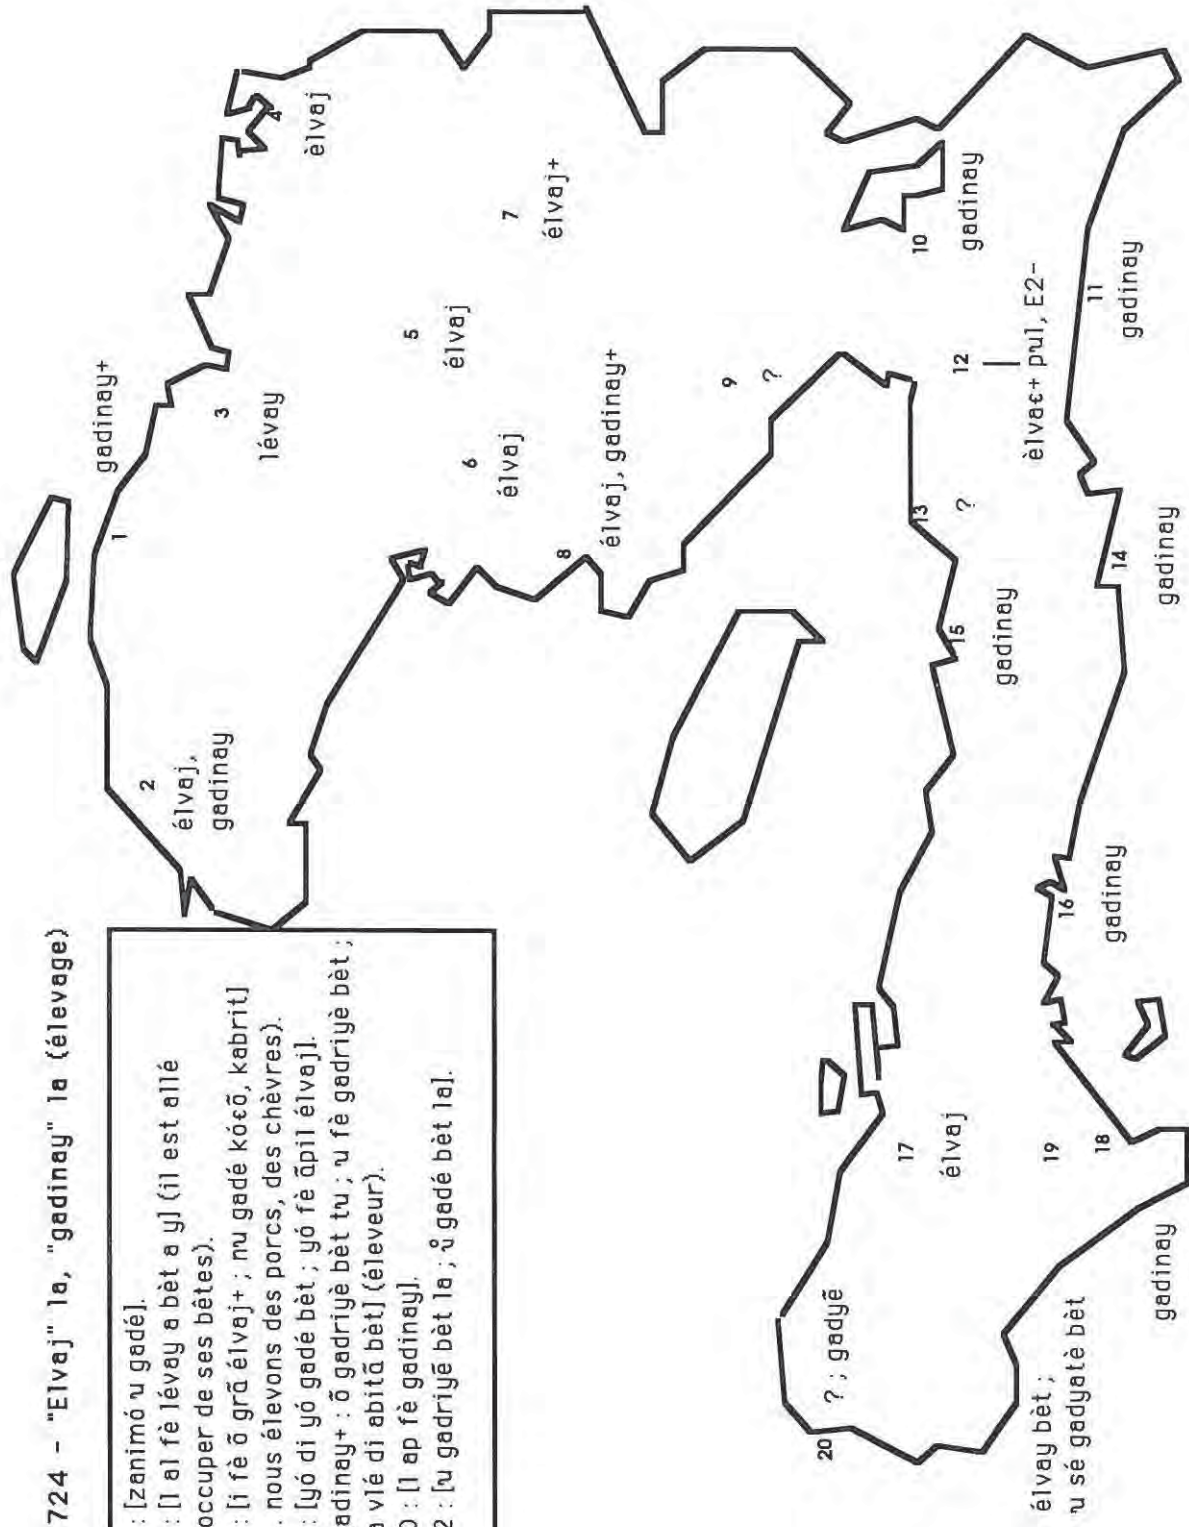 724 - "Elvaj" la, "gadinay" la (élevage)
: [zanimó u gadé].
: [l al fè lévay a bèt a y] (il est allé
occuper de ses bêtes).
: [i fè õ grã élvaj+ ; nu gadé kóɛõ, kabrit]
. nous élevons des porcs, des chèvres).
: [yó di yó gadé bèt ; yó fè ãpil élvaj].
adinay+ : õ gadriyè bèt tu ; u fè gadriyè bèt ;
a vlé di abitã bèt] (éleveur).
0 : [l ap fè gadinay].
2 : [u gadriyẽ bèt la ; ů gadé bèt la].
1
gadinay+
2
élvaj,
gadinay
3
lévay
4
èlvaj
5
élvaj
6
élvaj
7
élvaj+
8
élvaj, gadinay+
9
?
10
gadinay
11
gadinay
12
èlvaɛ+ pul, E2-
13
?
14
gadinay
15
gadinay
16
gadinay
17
élvaj
18
gadinay
19
élvay bèt ;
u sé gadyatè bèt
20
? ; gadyẽ